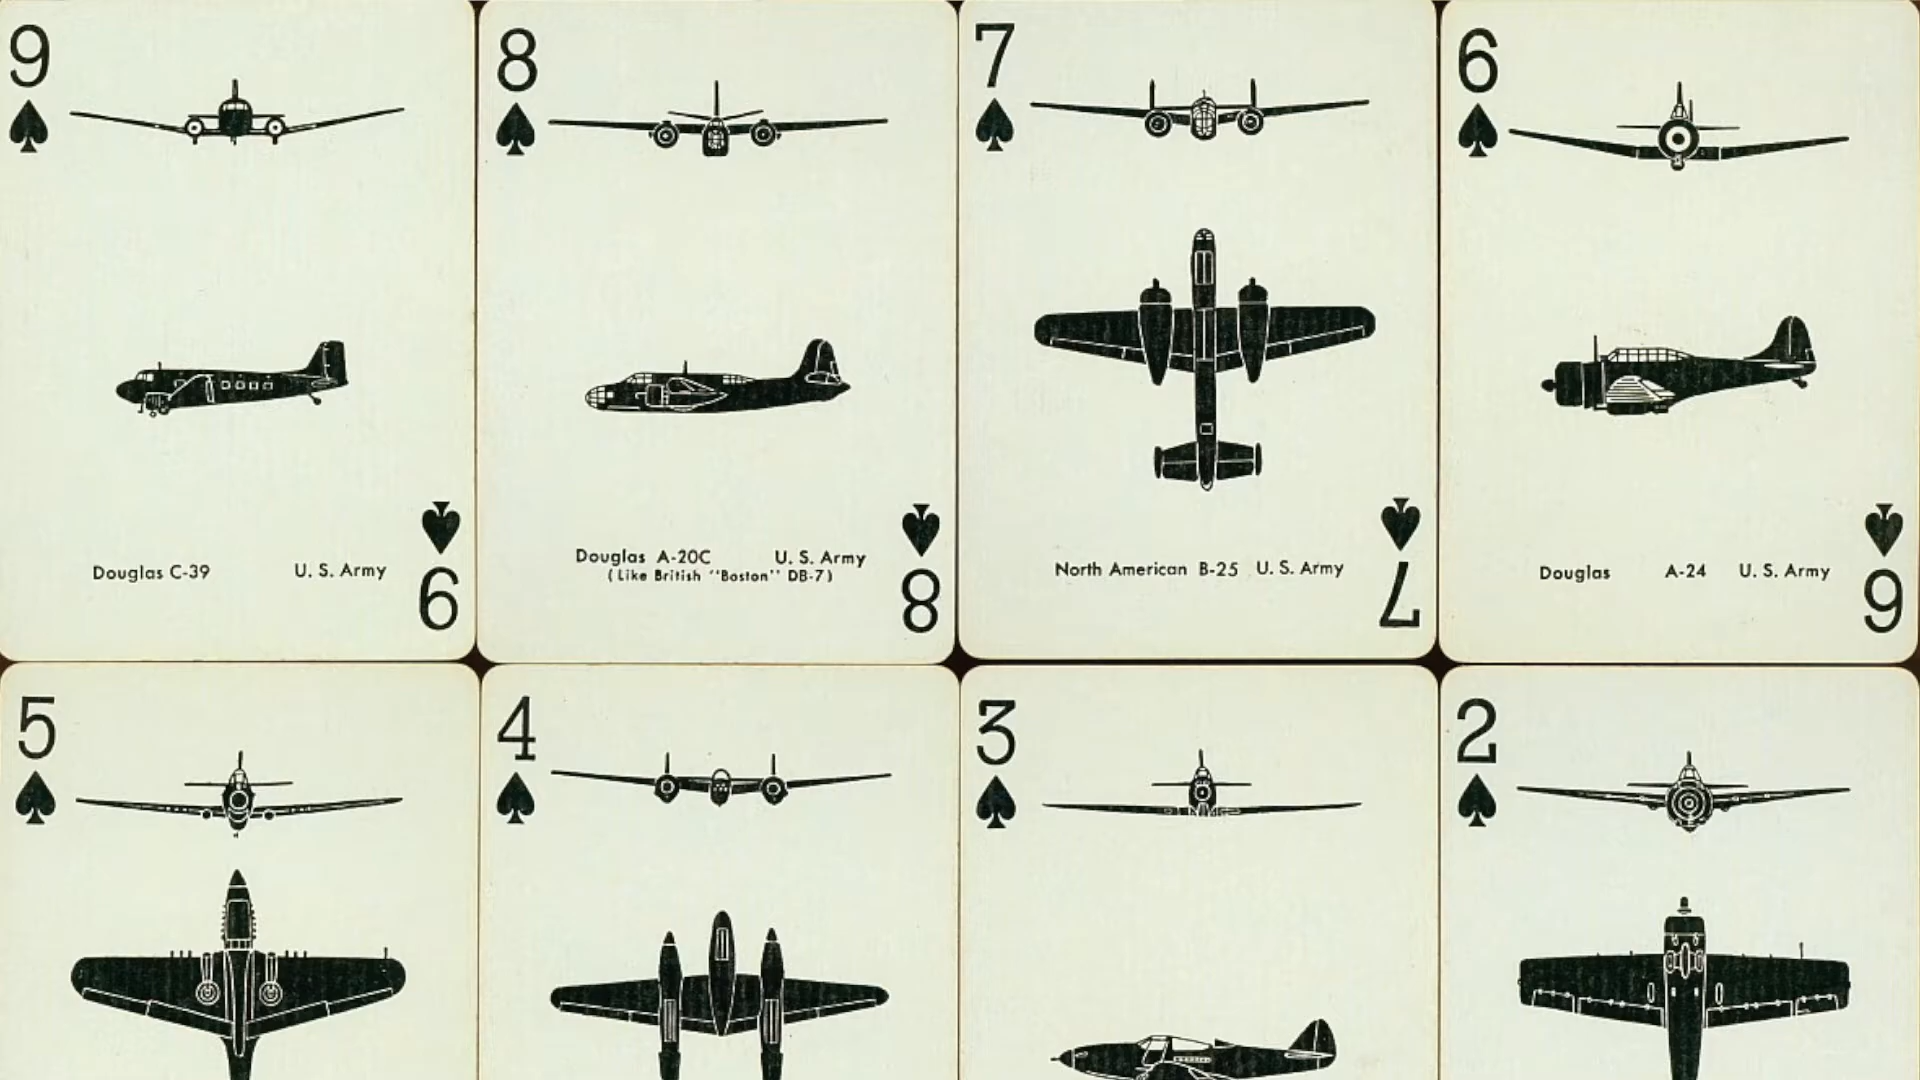 9
Douglas C-39 U. S. Army
9
8
Douglas A-20C U. S. Army
(Like British "Boston" DB-7)
8
7
North American B-25 U. S. Army
7
6
Douglas A-24 U. S. Army
6
5
4
3
2